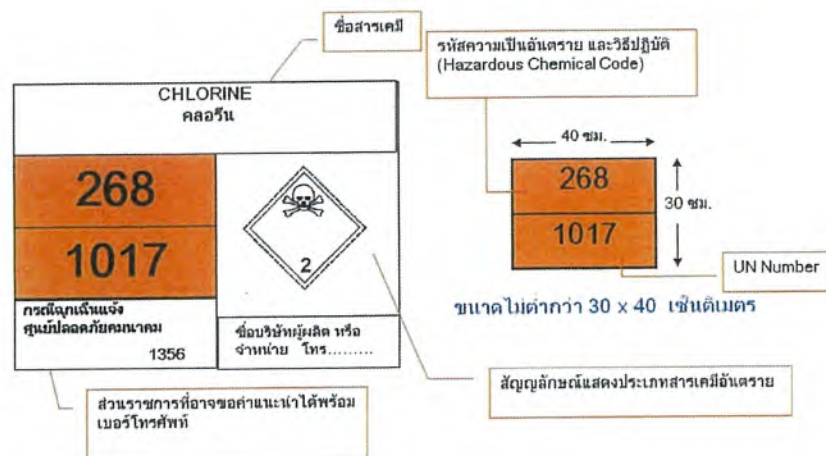 ชื่อสารเคมี
รหัสความเป็นอันตราย และวิธีปฏิบัติ
(Hazardous Chemical Code)
CHLORINE
คลอรีน
268
1017
2
กรณีฉุกเฉินแจ้ง
ศูนย์ปลอดภัยคมนาคม
1356
ชื่อบริษัทผู้ผลิต หรือ
จำหน่าย โทร.........
40 ซม.
268
1017
30 ซม.
UN Number
ขนาดไม่ต่ำกว่า 30 x 40 เซ็นติเมตร
สัญญลักษณ์แสดงประเภทสารเคมีอันตราย
ส่วนราชการที่อาจขอคำแนะนำได้พร้อม
เบอร์โทรศัพท์